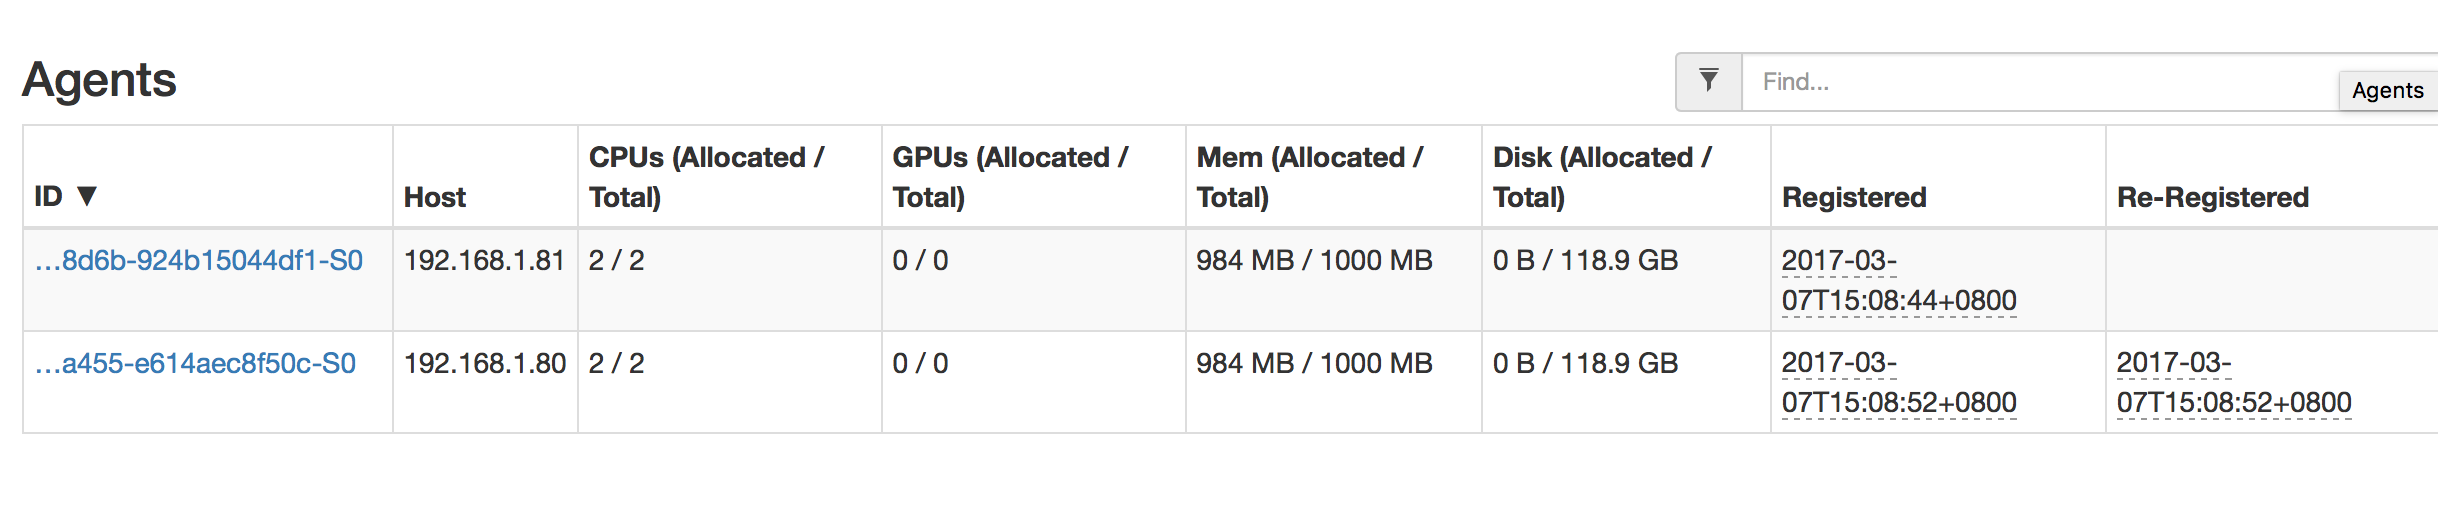 Agents
Find...
Agents
ID ▼
Host
CPUs (Allocated /
Total)
GPUs (Allocated /
Total)
Mem (Allocated /
Total)
Disk (Allocated /
Total)
Registered
Re-Registered
…8d6b-924b15044df1-S0
192.168.1.81
2 / 2
0 / 0
984 MB / 1000 MB
0 B / 118.9 GB
2017-03-
07T15:08:44+0800
…a455-e614aec8f50c-S0
192.168.1.80
2 / 2
0 / 0
984 MB / 1000 MB
0 B / 118.9 GB
2017-03-
07T15:08:52+0800
2017-03-
07T15:08:52+0800